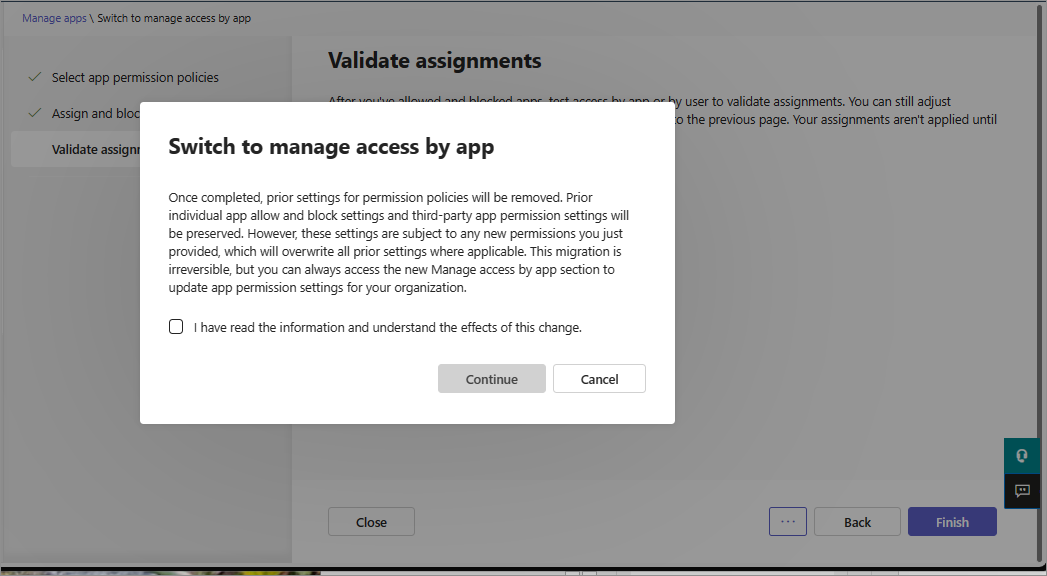 Manage apps \ Switch to manage access by app
Select app permission policies
Assign and bloc
Validate assignr
Validate assignments
After you've allowed and blocked apps, test access by app or by user to validate assignments. You can still adjust
to the previous page. Your assignments aren't applied until
Switch to manage access by app
Once completed, prior settings for permission policies will be removed. Prior
individual app allow and block settings and third-party app permission settings will
be preserved. However, these settings are subject to any new permissions you just
provided, which will overwrite all prior settings where applicable. This migration is
irreversible, but you can always access the new Manage access by app section to
update app permission settings for your organization.
I have read the information and understand the effects of this change.
Continue
Cancel
Close
...
Back
Finish